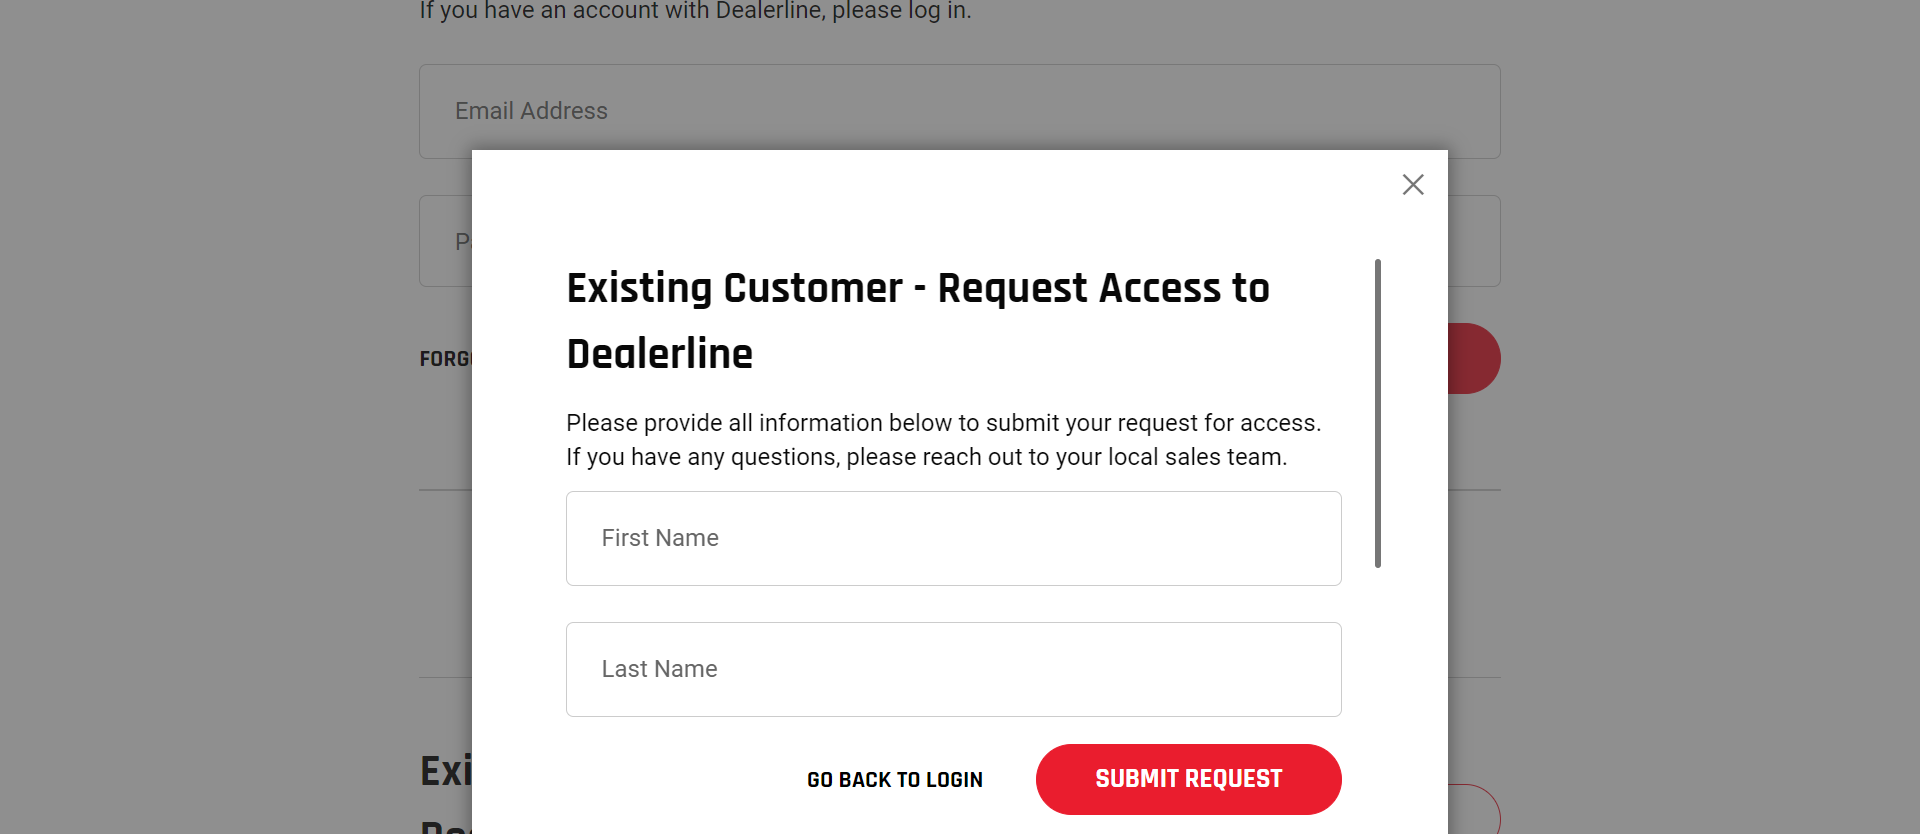 If you have an account with Dealerline, please log in.
Email Address
Existing Customer - Request Access to
Dealerline
Please provide all information below to submit your request for access.
If you have any questions, please reach out to your local sales team.
First Name
Last Name
GO BACK TO LOGIN
SUBMIT REQUEST